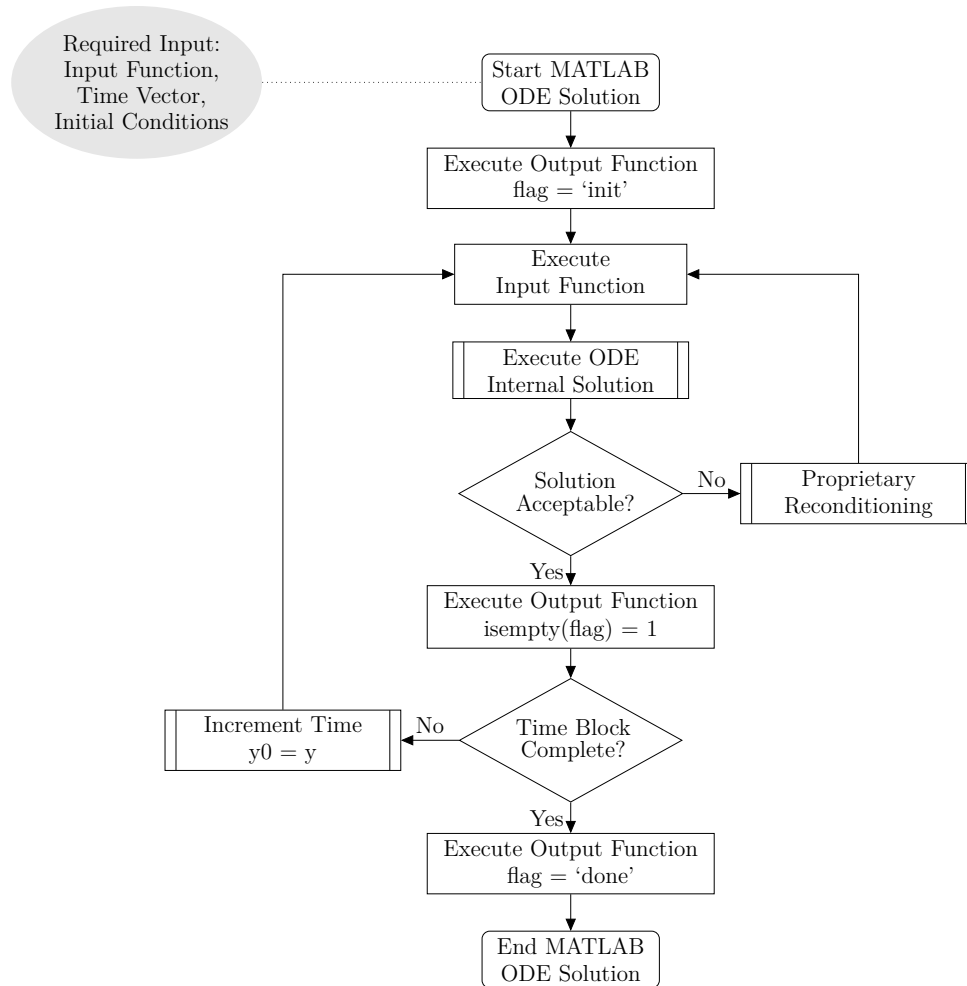 Required Input:
Input Function,
Time Vector,
Initial Conditions
Start MATLAB
ODE Solution
Execute Output Function
flag = ‘init’
Execute
Input Function
Execute ODE
Internal Solution
Solution
Acceptable?
No
Proprietary
Reconditioning
Yes
Execute Output Function
isempty(flag) = 1
Time Block
Complete?
No
Increment Time
y0 = y
Yes
Execute Output Function
flag = ‘done’
End MATLAB
ODE Solution